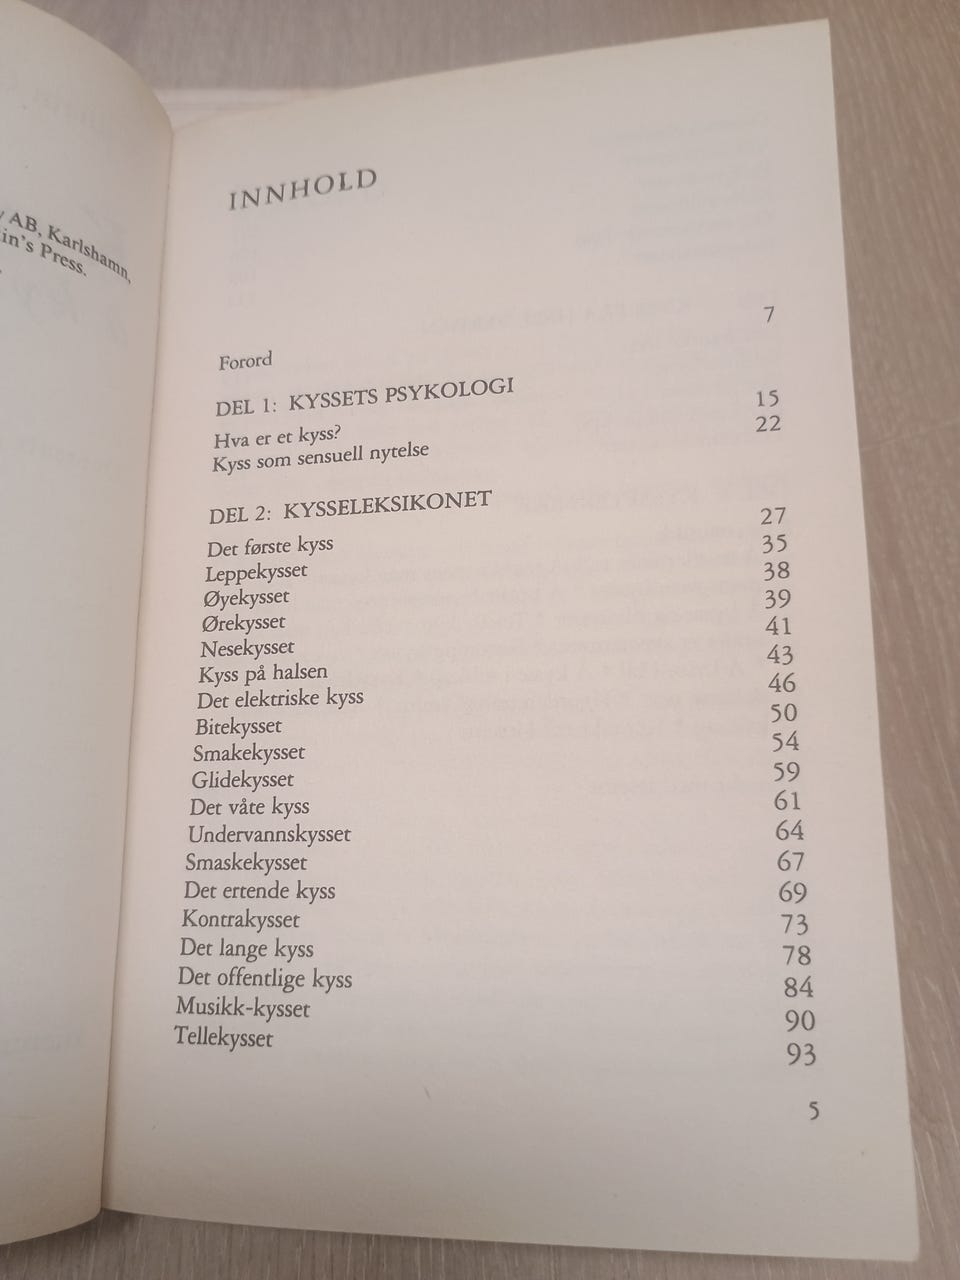 AB, Karlshamn,
in's Press.
INNHOLD
Forord 7
DEL 1: KYSSETS PSYKOLOGI
Hva er et kyss? 15
Kyss som sensuell nytelse 22
DEL 2: KYSSELEKSIKONET
Det første kyss 27
Leppekysset 35
Øyekysset 38
Ørekysset 39
Nesekysset 41
Kyss på halsen 43
Det elektriske kyss 46
Bitekysset 50
Smakekysset 54
Glidekysset 59
Det våte kyss 61
Undervannskysset 64
Smaskekysset 67
Det ertende kyss 69
Kontrakysset 73
Det lange kyss 78
Det offentlige kyss 84
Musikk-kysset 90
Tellekysset 93
5